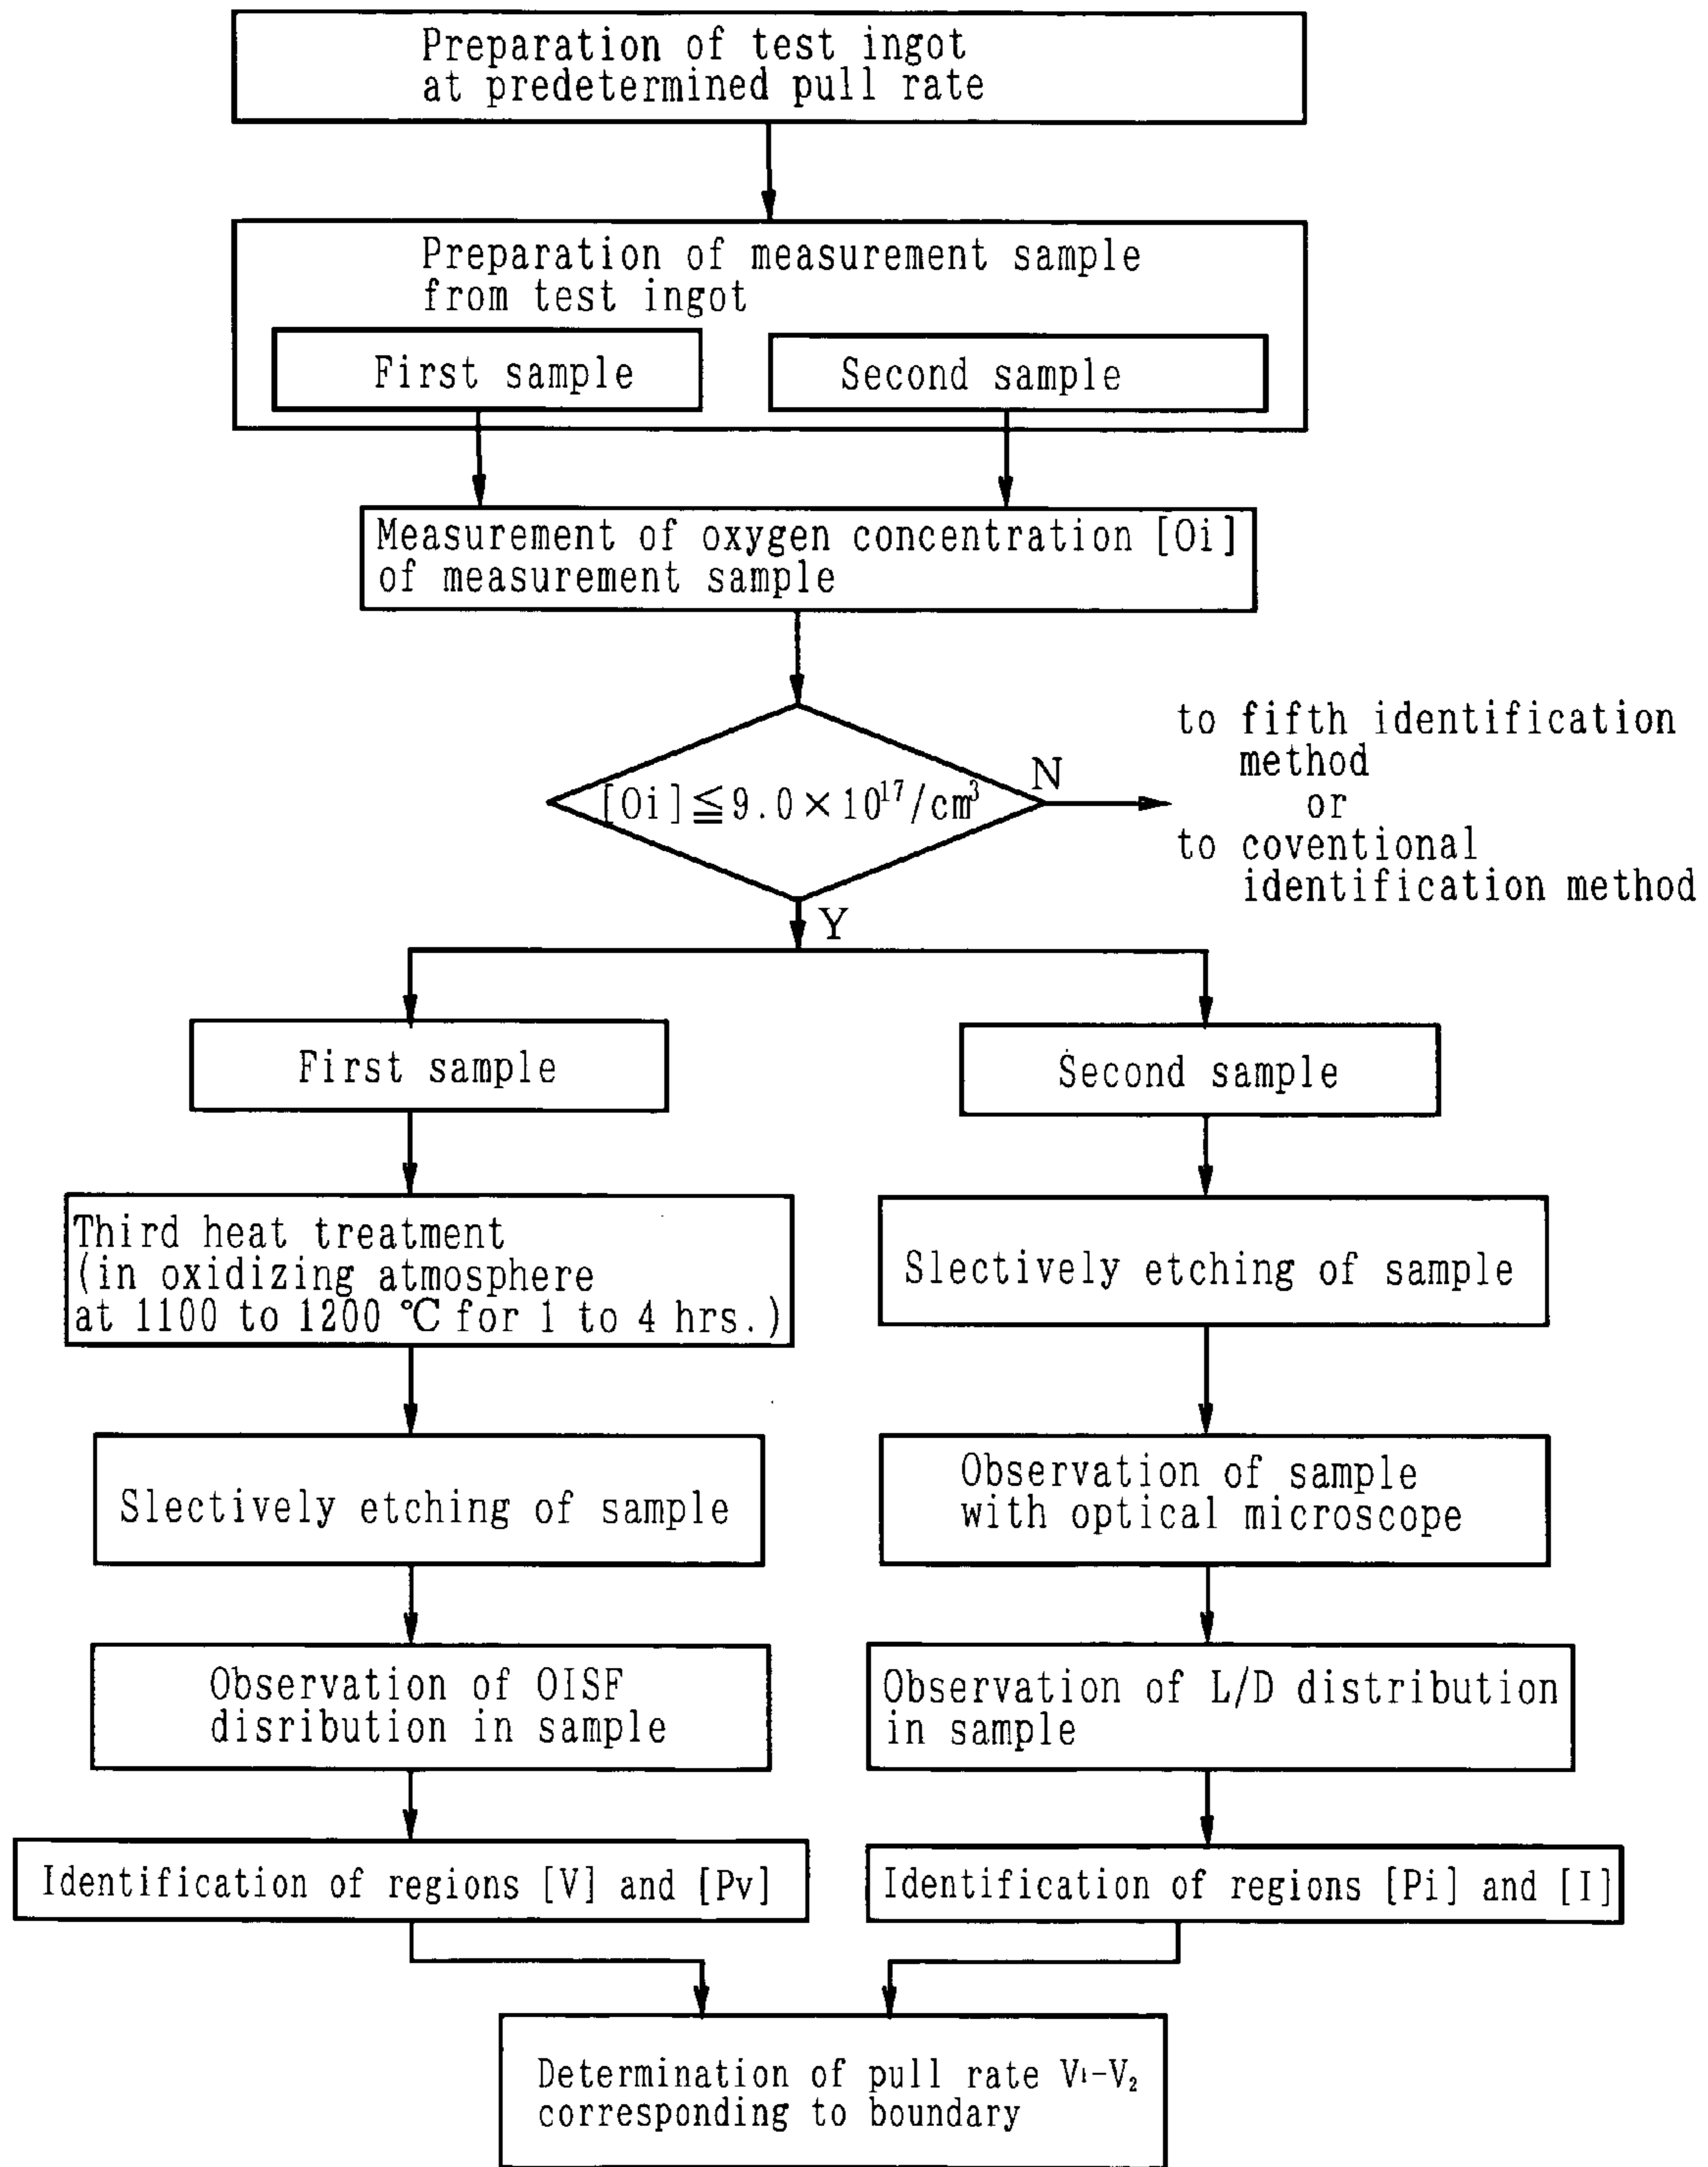 Preparation of test ingot
at predetermined pull rate
Preparation of measurement sample
from test ingot
First sample
Second sample
Measurement of oxygen concentration [Oi]
of measurement sample
[Oi]≦9.0×10¹⁷/cm³
N
to fifth identification
method
or
to coventional
identification method
Y
First sample
Second sample
Third heat treatment
(in oxidizing atmosphere
at 1100 to 1200 ℃ for 1 to 4 hrs.)
Slectively etching of sample
Slectively etching of sample
Observation of sample
with optical microscope
Observation of OISF
disribution in sample
Observation of L/D distribution
in sample
Identification of regions [V] and [Pv]
Identification of regions [Pi] and [I]
Determination of pull rate V₁-V₂
corresponding to boundary